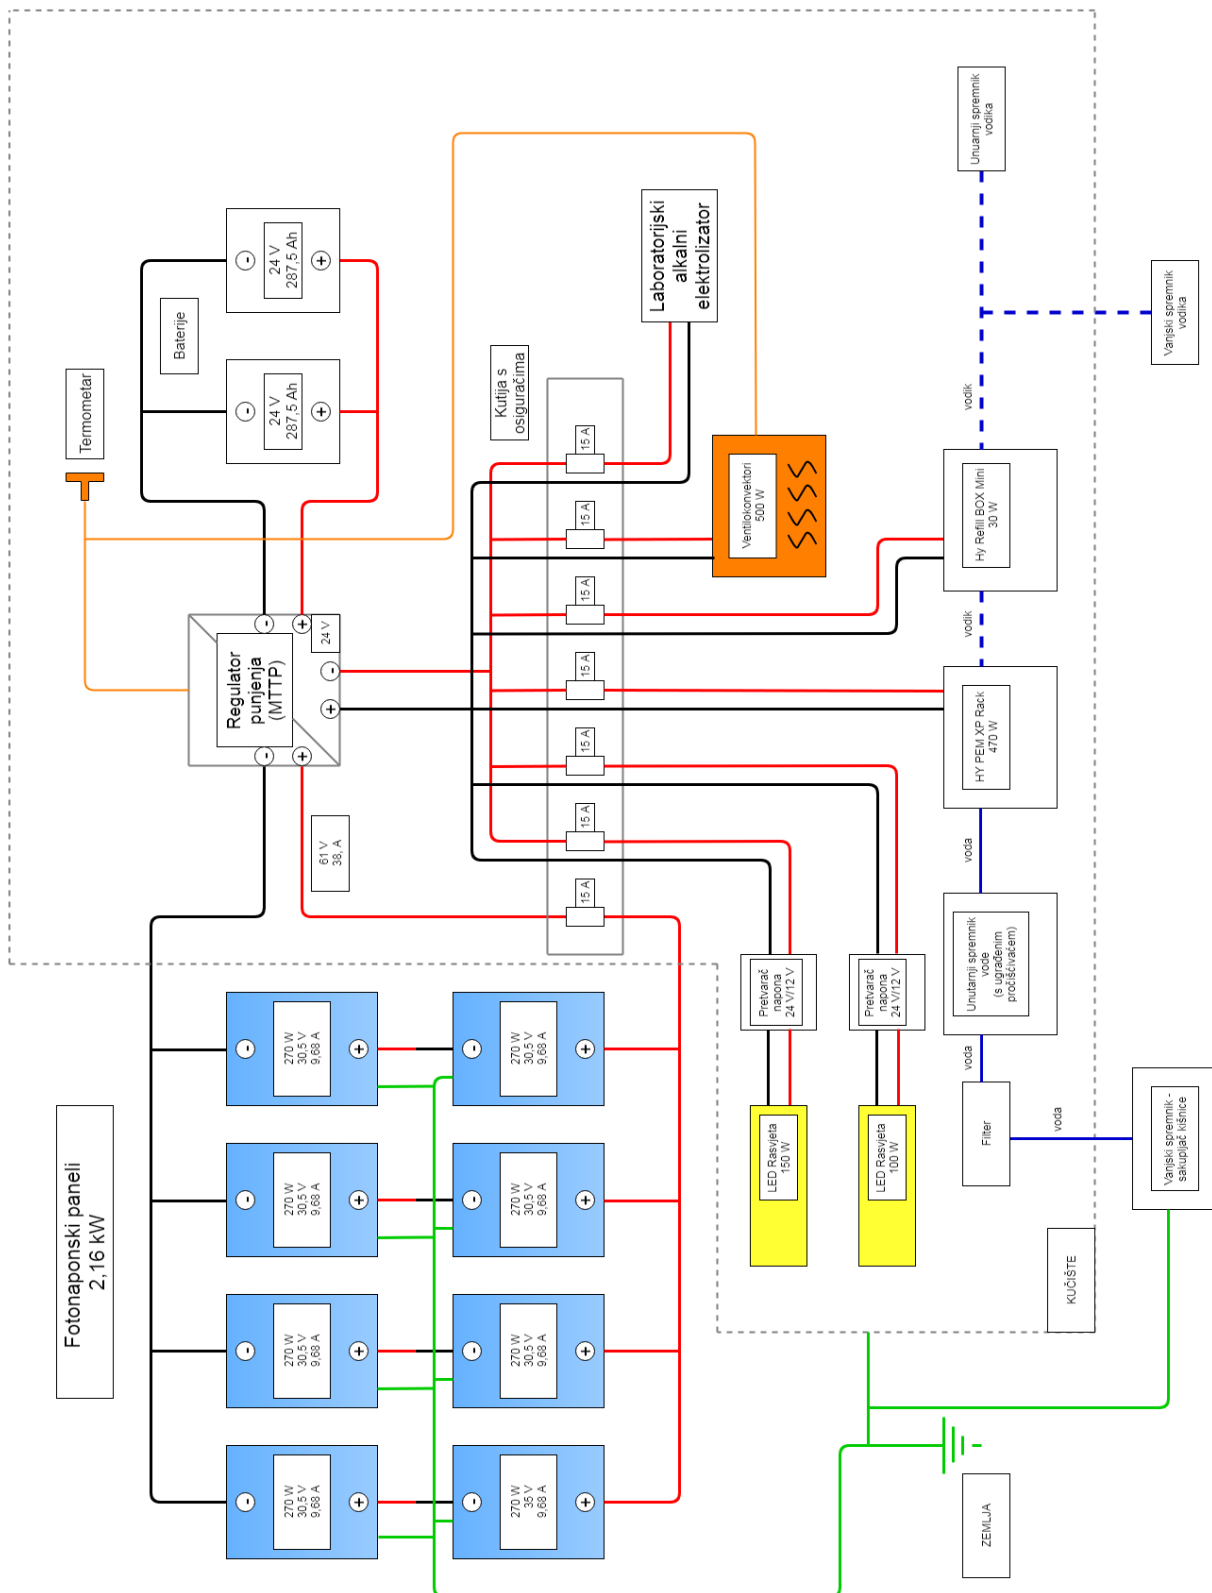 Fotonaponski paneli
2,16 kW
Termometar
Baterije
-
270 W
30,5 V
9,68 A
+
-
270 W
30,5 V
9,68 A
+
-
270 W
30,5 V
9,68 A
+
-
270 W
30,5 V
9,68 A
+
-
-
Regulator
punjenja
(MTTP)
+
+
+
-
24 V
-
24 V
287,5 Ah
+
-
24 V
287,5 Ah
+
61 V
38, A
-
270 W
35 V
9,68 A
+
-
270 W
30,5 V
9,68 A
+
-
270 W
30,5 V
9,68 A
+
-
270 W
30,5 V
9,68 A
+
Kutija s
osiguračima
15 A
15 A
15 A
15 A
15 A
15 A
15 A
Laboratorijski
alkalni
elektrolizator
LED Rasvjeta
150 W
Pretvarač
napona
24 V/12 V
Ventilokonvektori
500 W
LED Rasvjeta
100 W
Pretvarač
napona
24 V/12 V
ZEMLJA
Filter
voda
Unutarnji spremnik
vode
(s ugrađenim
pročišćivačem)
voda
HY PEM XP Rack
470 W
vodik
Hy Refill BOX Mini
30 W
vodik
Unuarnji spremnik
vodika
voda
KUČIŠTE
Vanjski spremnik -
sakupljač kišnice
Vanjski spremnik
vodika